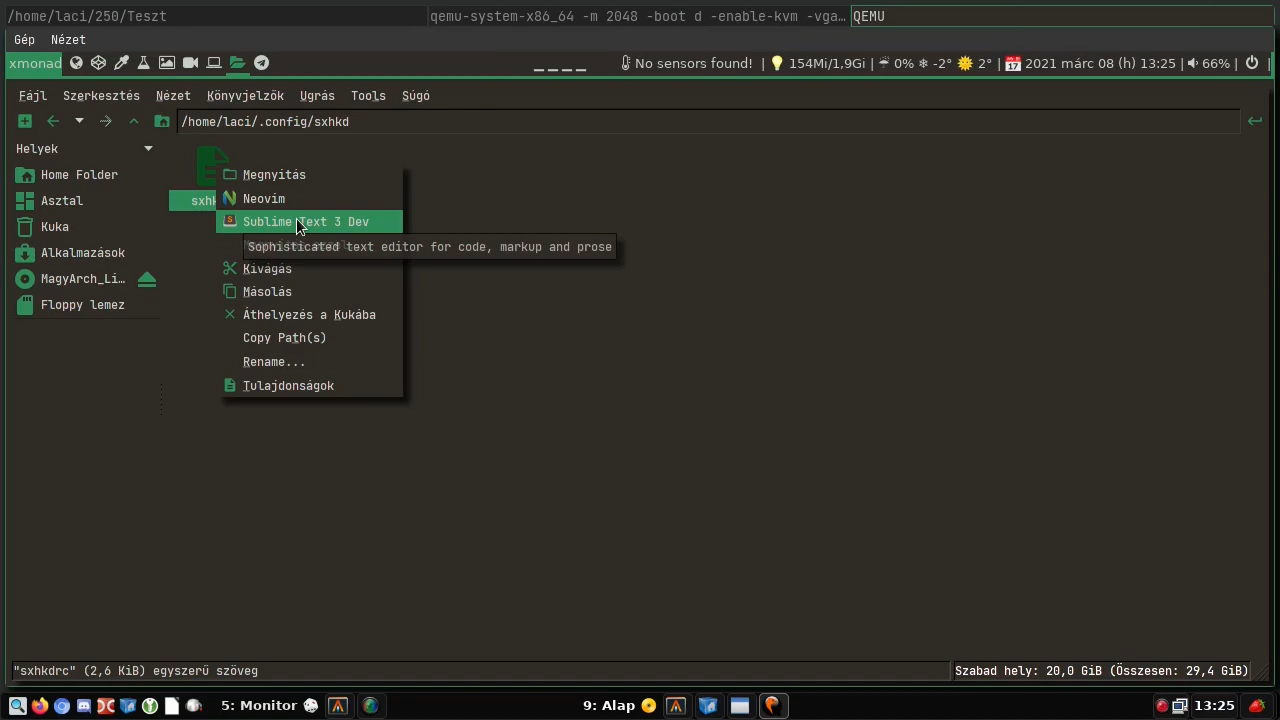 /home/laci/250/Teszt
qemu-system-x86_64 -m 2048 -boot d -enable-kvm -vga…
QEMU
Gép Nézet
xmonad
No sensors found! | 154Mi/1,9Gi | 0% -2° 2° | 2021 márc 08 (h) 13:25 | 66% | |
Fájl Szerkesztés Nézet Könyvjelzők Ugrás Tools Súgó
/home/laci/.config/sxhkd
Helyek
Home Folder
Asztal
Kuka
Alkalmazások
MagyArch_Li…
Floppy lemez
Megnyitás
Neovim
Sublime Text 3 Dev
Sophisticated text editor for code, markup and prose
Kivágás
Másolás
Áthelyezés a Kukába
Copy Path(s)
Rename...
Tulajdonságok
"sxhkdrc" (2,6 KiB) egyszerű szöveg
Szabad hely: 20,0 GiB (Összesen: 29,4 GiB)
5: Monitor
9: Alap
13:25